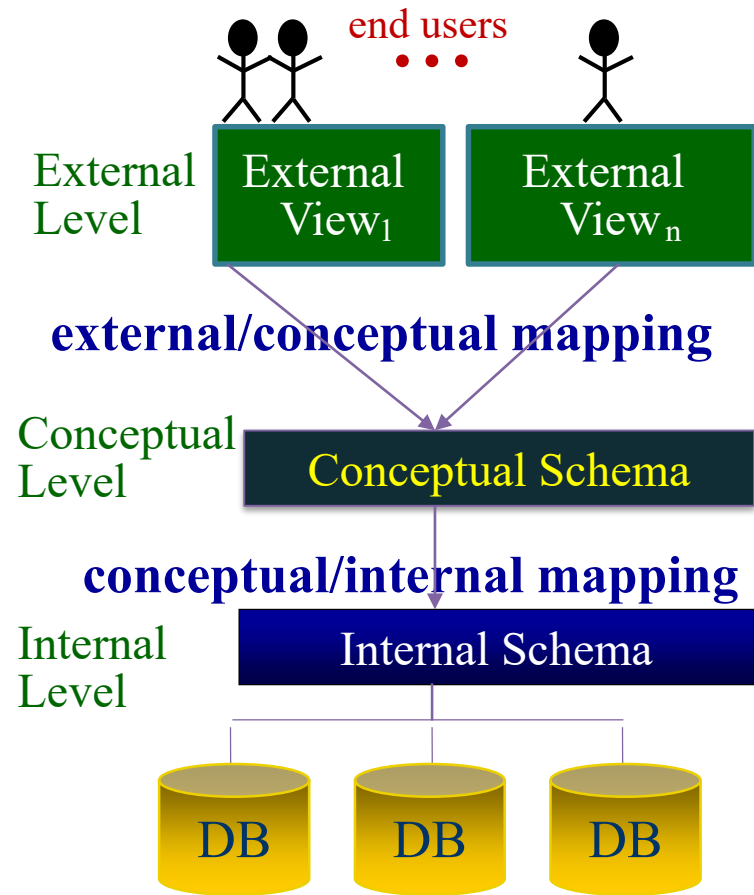 end users
• • •
External
Level
External
View₁
External
Viewₙ
external/conceptual mapping
Conceptual
Level
Conceptual Schema
conceptual/internal mapping
Internal
Level
Internal Schema
DB
DB
DB